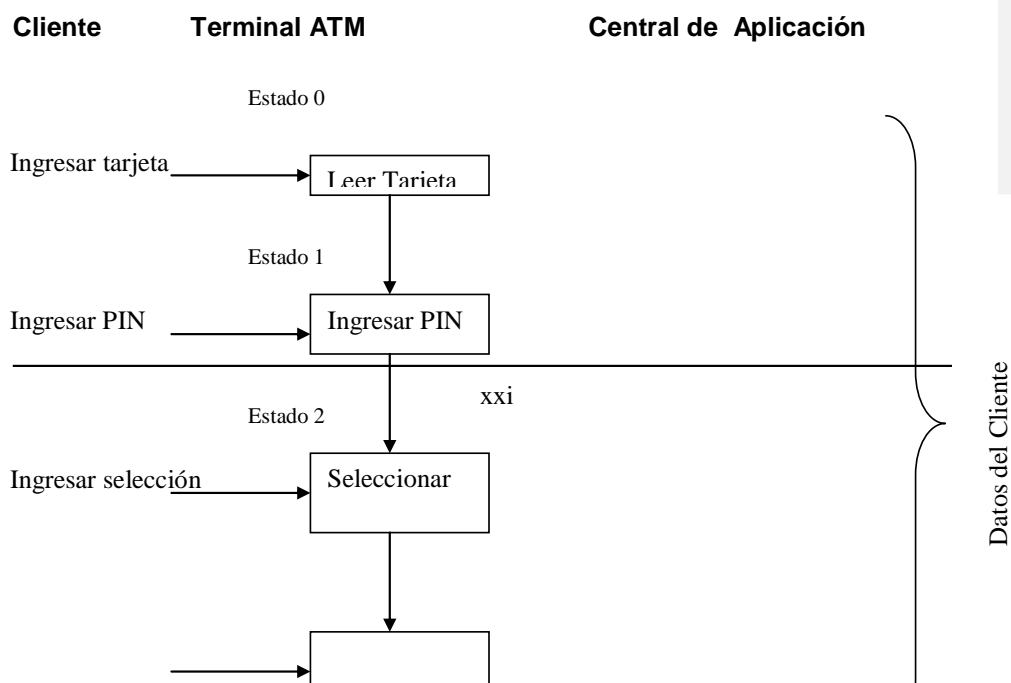 Cliente Terminal ATM Central de Aplicación
Estado 0
Ingresar tarjeta
Leer Tarjeta
Estado 1
Ingresar PIN
Ingresar PIN
xxi
Estado 2
Ingresar selección
Seleccionar
Datos del Cliente